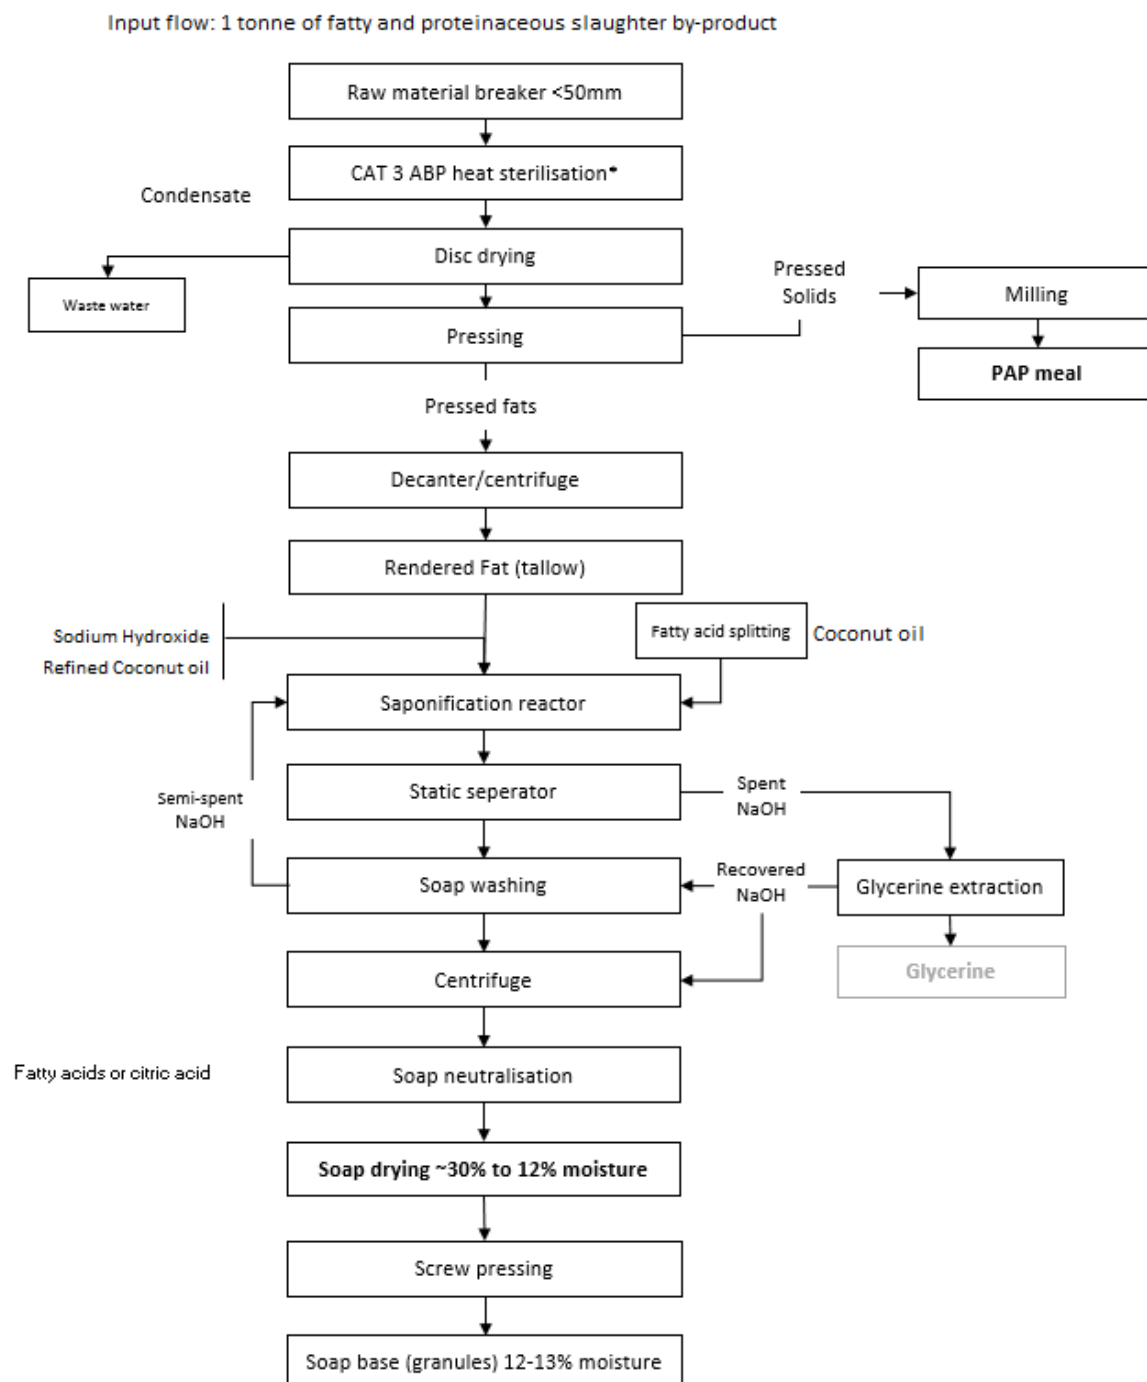 Input flow: 1 tonne of fatty and proteinaceous slaughter by-product
Raw material breaker <50mm
CAT 3 ABP heat sterilisation*
Condensate
Disc drying
Waste water
Pressed
Solids
Milling
Pressing
PAP meal
Pressed fats
Decanter/centrifuge
Rendered Fat (tallow)
Sodium Hydroxide
Refined Coconut oil
Fatty acid splitting
Coconut oil
Saponification reactor
Static seperator
Spent
NaOH
Semi-spent
NaOH
Soap washing
Recovered
NaOH
Glycerine extraction
Glycerine
Centrifuge
Fatty acids or citric acid
Soap neutralisation
Soap drying ~30% to 12% moisture
Screw pressing
Soap base (granules) 12-13% moisture